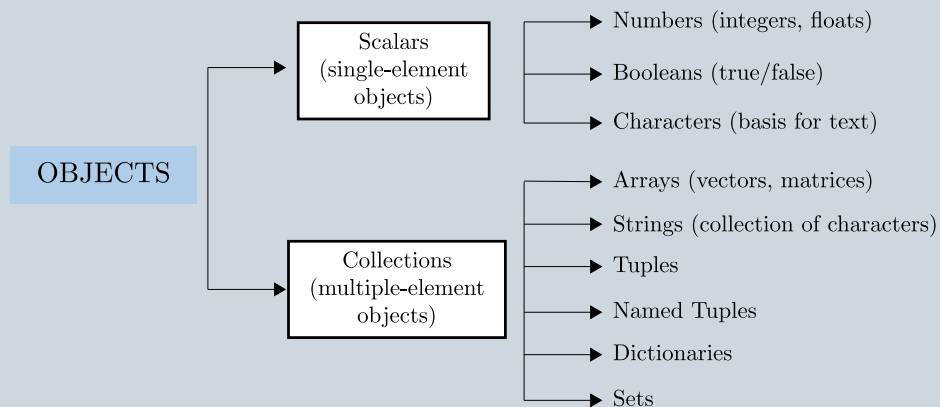 OBJECTS
Scalars
(single-element
objects)
Numbers (integers, floats)
Booleans (true/false)
Characters (basis for text)
Collections
(multiple-element
objects)
Arrays (vectors, matrices)
Strings (collection of characters)
Tuples
Named Tuples
Dictionaries
Sets